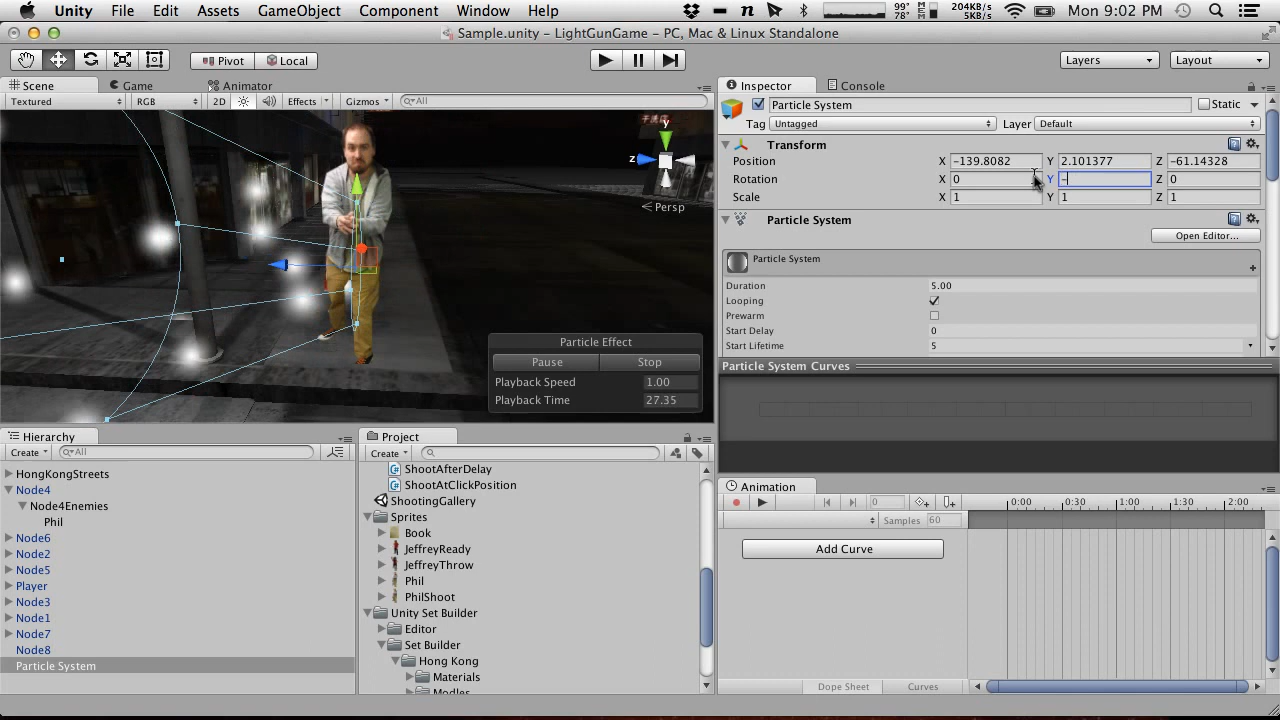 Unity File Edit Assets GameObject Component Window Help 99° 78° 204KB/s 5KB/s Mon 9:02 PM
Sample.unity – LightGunGame – PC, Mac & Linux Standalone
Pivot Local Layers Layout
Scene Game Animator
Textured RGB 2D Effects Gizmos All
y
z
Persp
Particle Effect
Pause Stop
Playback Speed 1.00
Playback Time 27.35
Inspector Console
Particle System Static
Tag Untagged Layer Default
Transform
Position X –139.8082 Y 2.101377 Z –61.14328
Rotation X 0 Y – Z 0
Scale X 1 Y 1 Z 1
Particle System
Open Editor...
Particle System
Duration 5.00
Looping
Prewarm
Start Delay 0
Start Lifetime 5
Particle System Curves
Hierarchy
Create All
HongKongStreets
Node4
Node4Enemies
Phil
Node6
Node2
Node5
Player
Node3
Node1
Node7
Node8
Particle System
Project
Create
ShootAfterDelay
ShootAtClickPosition
ShootingGallery
Sprites
Book
JeffreyReady
JeffreyThrow
Phil
PhilShoot
Unity Set Builder
Editor
Set Builder
Hong Kong
Materials
Modles
Animation
0 0:00 0:30 1:00 1:30 2:00
Samples 60
Add Curve
Dope Sheet Curves